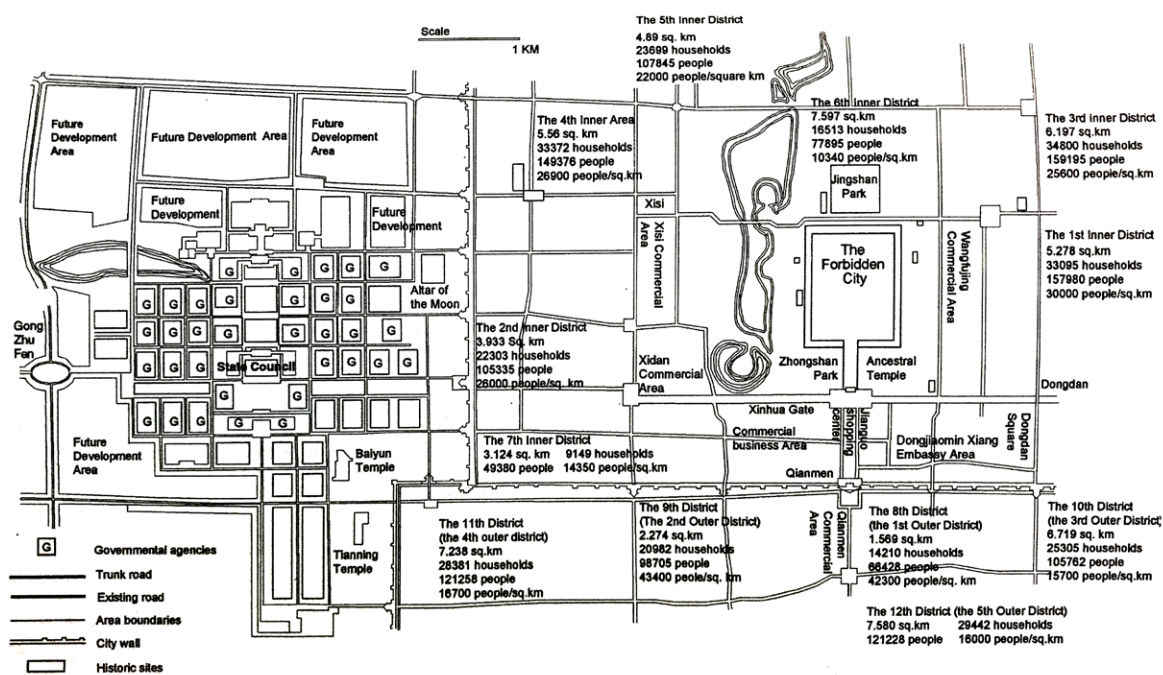 Scale
1 KM
The 5th Inner District
4.89 sq. km
23699 households
107845 people
22000 people/square km
Future
Development
Area
Future Development Area
Future
Development
Area
The 4th Inner Area
5.56 sq. km
33372 households
149376 people
26900 people/sq.km
The 6th Inner District
7.597 sq.km
16513 households
77895 people
10340 people/sq.km
The 3rd Inner District
6.197 sq.km
34800 households
159195 people
25600 people/sq.km
Jingshan
Park
Future
Development
Future
Development
Xisi
Xisi Commercial
Area
The
Forbidden
City
Wangfujing
Commercial Area
The 1st Inner District
5.278 sq.km
33095 households
157980 people
30000 people/sq.km
G
G
G
G
G
G
G
Altar of
the Moon
G
G
G
G
G
G
G
Gong
Zhu
Fen
G
G
G
G
G
G
G
G
The 2nd Inner District
3.933 Sq. km
22303 households
105335 people
26000 people/sq. km
G
G
G
G
G
G
G
State Council
Xidan
Commercial
Area
Zhongshan
Park
Ancestral
Temple
Dongdan
G
G
G
G
G
G
G
Xinhua Gate
Commercial
business Area
Jianguo
shopping
center
Dongjiaomin Xiang
Embassy Area
Dongdan
Square
Future
Development
Area
Baiyun
Temple
The 7th Inner District
3.124 sq. km 9149 households
49380 people 14350 people/sq.km
Qianmen
Qianmen
Commercial
Area
Tianning
Temple
The 11th District
(the 4th outer district)
7.238 sq.km
28381 households
121258 people
16700 people/sq.km
The 9th District
(The 2nd Outer District)
2.274 sq.km
20982 households
98705 people
43400 peole/sq. km
The 8th District
(the 1st Outer District)
1.569 sq.km
14210 households
66428 people
42300 people/sq. km
The 10th District
(the 3rd Outer District)
6.719 sq.km
25305 households
105762 people
15700 people/sq.km
The 12th District (the 5th Outer District)
7.580 sq.km 29442 households
121228 people 16000 people/sq.km
G
Governmental agencies
Trunk road
Existing road
Area boundaries
City wall
Historic sites